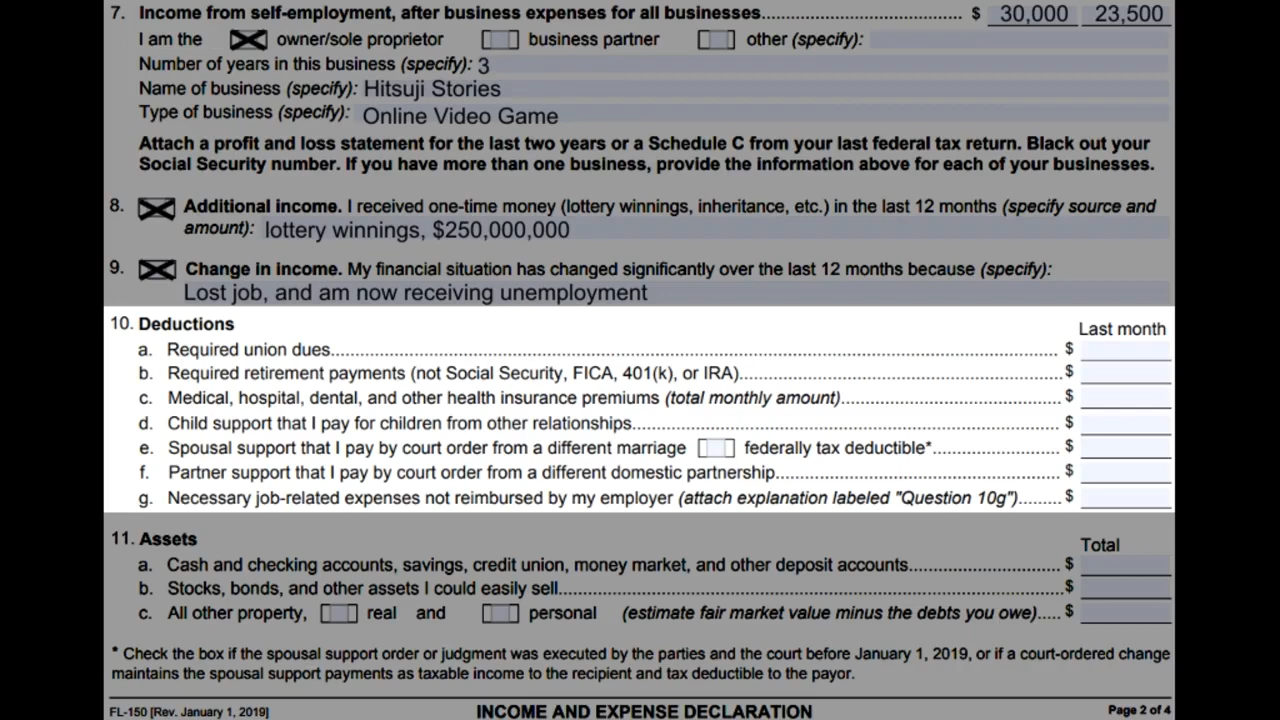 7. Income from self-employment, after business expenses for all businesses.................................................. $ 30,000 23,500
I am the owner/sole proprietor business partner other (specify):
Number of years in this business (specify): 3
Name of business (specify): Hitsuji Stories
Type of business (specify): Online Video Game
Attach a profit and loss statement for the last two years or a Schedule C from your last federal tax return. Black out your
Social Security number. If you have more than one business, provide the information above for each of your businesses.
8. Additional income. I received one-time money (lottery winnings, inheritance, etc.) in the last 12 months (specify source and
amount): lottery winnings, $250,000,000
9. Change in income. My financial situation has changed significantly over the last 12 months because (specify):
Lost job, and am now receiving unemployment
10. Deductions
Last month
a. Required union dues.................................................. $
b. Required retirement payments (not Social Security, FICA, 401(k), or IRA).................................................. $
c. Medical, hospital, dental, and other health insurance premiums (total monthly amount).................................................. $
d. Child support that I pay for children from other relationships.................................................. $
e. Spousal support that I pay by court order from a different marriage federally tax deductible*......................... $
f. Partner support that I pay by court order from a different domestic partnership.................................................. $
g. Necessary job-related expenses not reimbursed by my employer (attach explanation labeled "Question 10g")......... $
11. Assets
Total
a. Cash and checking accounts, savings, credit union, money market, and other deposit accounts.............................. $
b. Stocks, bonds, and other assets I could easily sell.................................................. $
c. All other property, real and personal (estimate fair market value minus the debts you owe)..... $
* Check the box if the spousal support order or judgment was executed by the parties and the court before January 1, 2019, or if a court-ordered change
maintains the spousal support payments as taxable income to the recipient and tax deductible to the payor.
FL-150 [Rev. January 1, 2019] INCOME AND EXPENSE DECLARATION Page 2 of 4